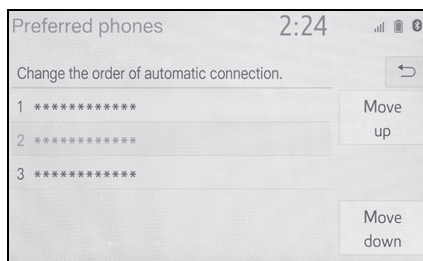 Preferred phones 2:24
Change the order of automatic connection.
1 ************
2 ************
3 ************
Move
up
Move
down